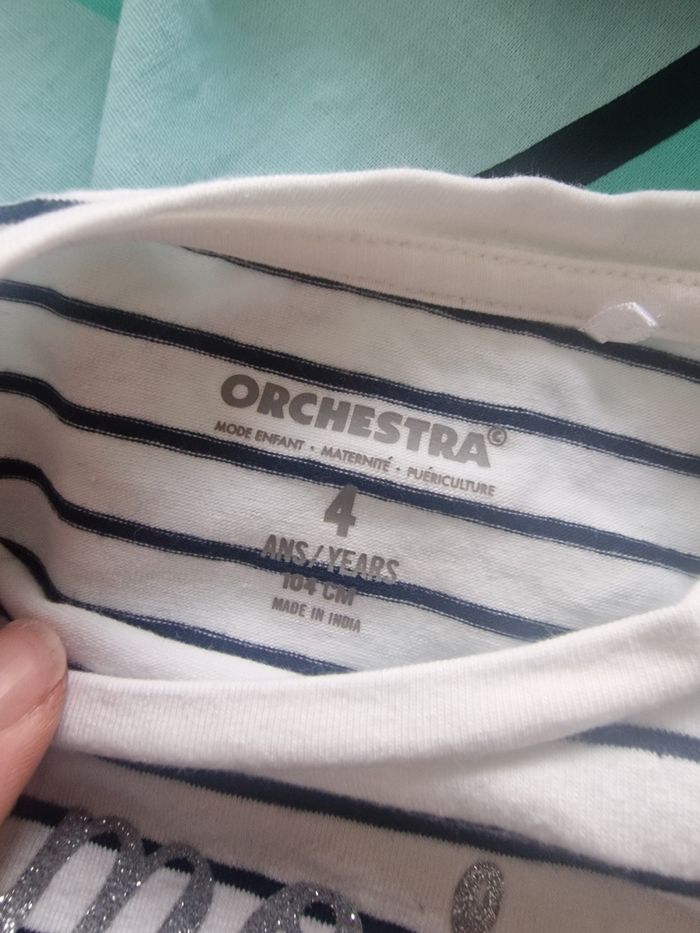 ORCHESTRA©
MODE ENFANT • MATERNITÉ • PUÉRICULTURE
4
ANS/YEARS
104 CM
MADE IN INDIA